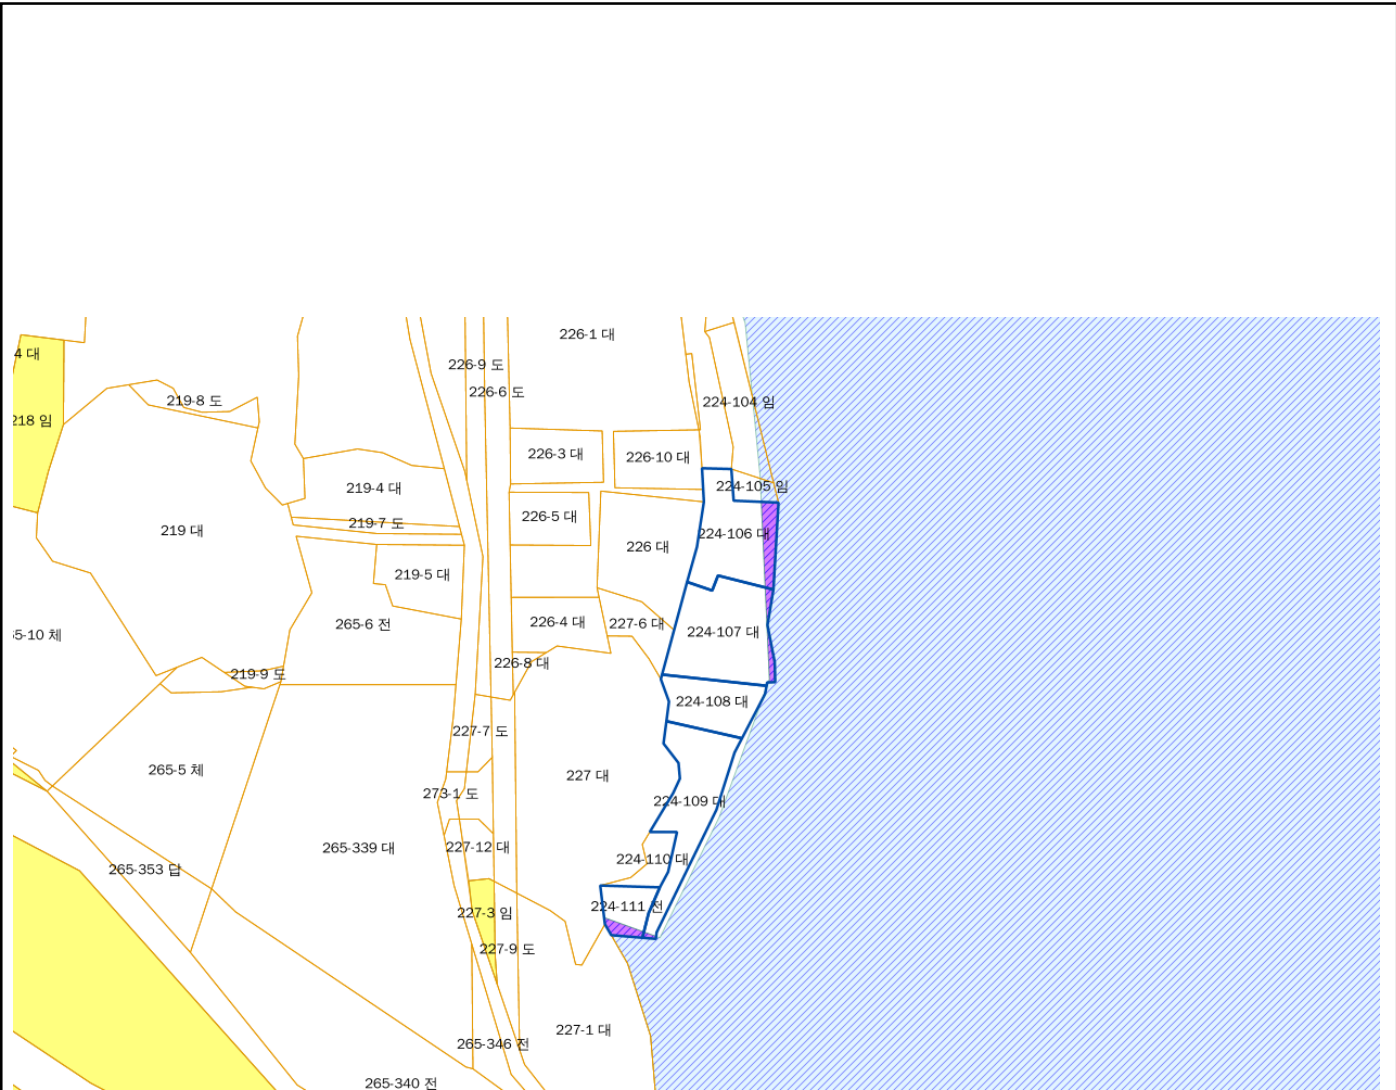 226-1 대
4 대
226-9 도
226-6 도
219-8 도
224-104 임
218 임
226-3 대
226-10 대
219-4 대
224-105 임
226-5 대
219-7 도
219 대
224-106 대
226 대
219-5 대
265-6 전
226-4 대
227-6 대
224-107 대
5-10 체
226-8 대
219-9 도
224-108 대
227-7 도
265-5 체
227 대
273-1 도
224-109 대
265-339 대
227-12 대
224-110 대
265-353 답
224-111 전
227-3 임
227-9 도
227-1 대
265-346 전
265-340 전